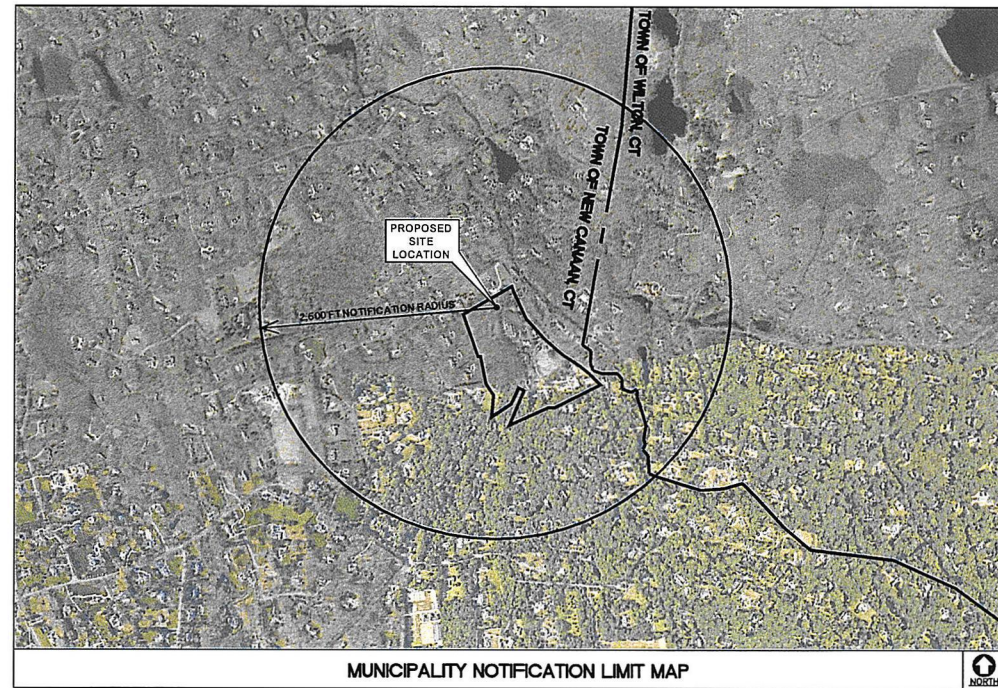 TOWN OF WILTON, CT
TOWN OF NEW CANAAN, CT
PROPOSED
SITE
LOCATION
2,500 FT NOTIFICATION RADIUS
MUNICIPALITY NOTIFICATION LIMIT MAP
NORTH